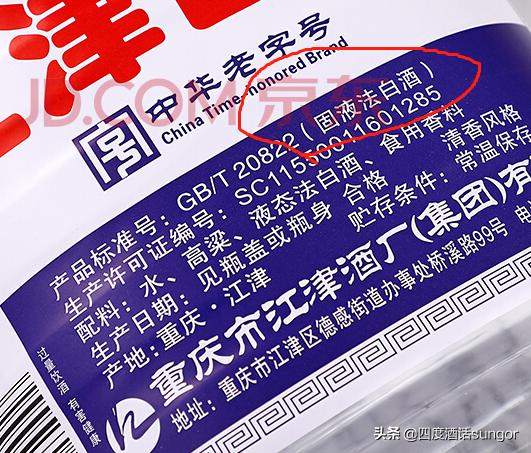 津
中华老字号
China Time-honored Brand
JD.COM 京东
产品标准号：GB/T 20822（固液法白酒）
生产许可证编号：SC11550011601285
配料：水、高粱、液态法白酒、食用香料
生产日期：见瓶盖或瓶身 合格 清香风格
产地：重庆·江津 贮存条件：常温保存
重庆市江津酒厂(集团)有
地址：重庆市江津区德感街道办事处桥溪路99号
过量饮酒 有害健康
头条 @四度酒话sungor